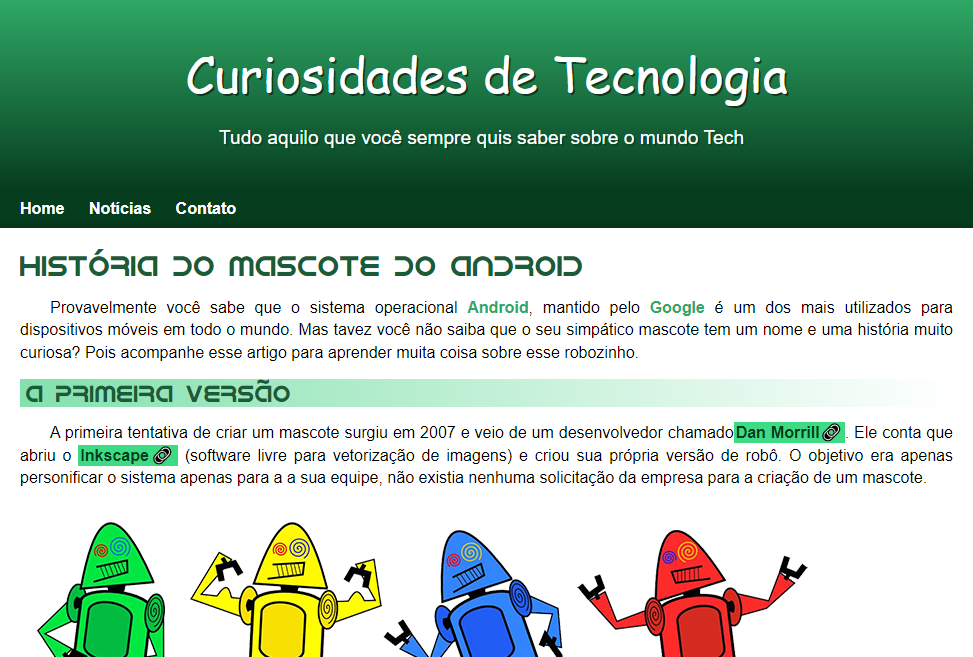 Curiosidades de Tecnologia
Tudo aquilo que você sempre quis saber sobre o mundo Tech
Home Notícias Contato
História do mascote do Android
Provavelmente você sabe que o sistema operacional Android, mantido pelo Google é um dos mais utilizados para
dispositivos móveis em todo o mundo. Mas tavez você não saiba que o seu simpático mascote tem um nome e uma história muito
curiosa? Pois acompanhe esse artigo para aprender muita coisa sobre esse robozinho.
A primeira versão
A primeira tentativa de criar um mascote surgiu em 2007 e veio de um desenvolvedor chamado Dan Morrill. Ele conta que
abriu o Inkscape (software livre para vetorização de imagens) e criou sua própria versão de robô. O objetivo era apenas
personificar o sistema apenas para a a sua equipe, não existia nenhuma solicitação da empresa para a criação de um mascote.